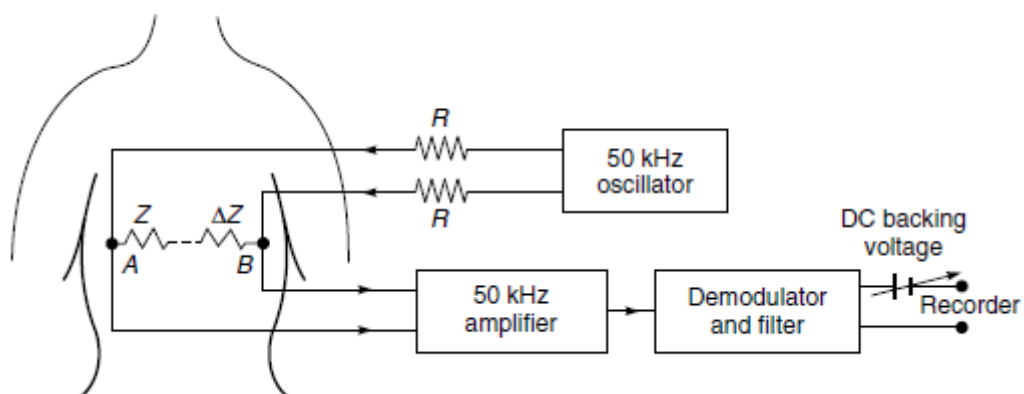 R
50 kHz
oscillator
R
Z
ΔZ
A
B
DC backing
voltage
50 kHz
amplifier
Demodulator
and filter
Recorder